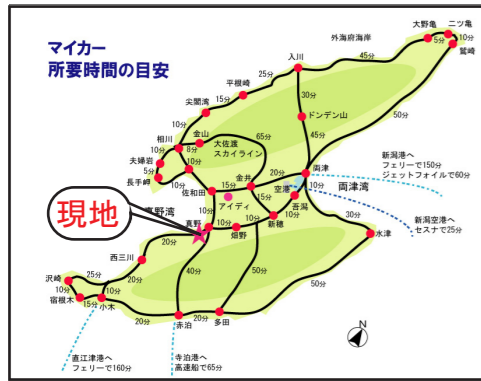 マイカー
所要時間の目安
外海府海岸
大野亀
二ツ亀
5分
10分
鷲崎
入川
45分
25分
平根崎
15分
30分
尖閣湾
ドンデン山
50分
10分
金山
相川
8分
大佐渡
スカイライン
65分
45分
夫婦岩
10分
5分
長手岬
10分
佐和田
15分
金井
20分
両津
新潟港へ
フェリーで150分
ジェットフォイルで60分
アイディ
15分
空港
10分
両津湾
吾潟
10分
新穂
現地
真野湾
10分
真野
10分
畑野
10分
30分
水津
新潟空港へ
セスナで25分
西三川
20分
40分
50分
50分
沢崎
25分
10分
宿根木
15分
10分
小木
20分
20分
赤泊
20分
多田
直江津港へ
フェリーで160分
寺泊港へ
高速船で65分
N